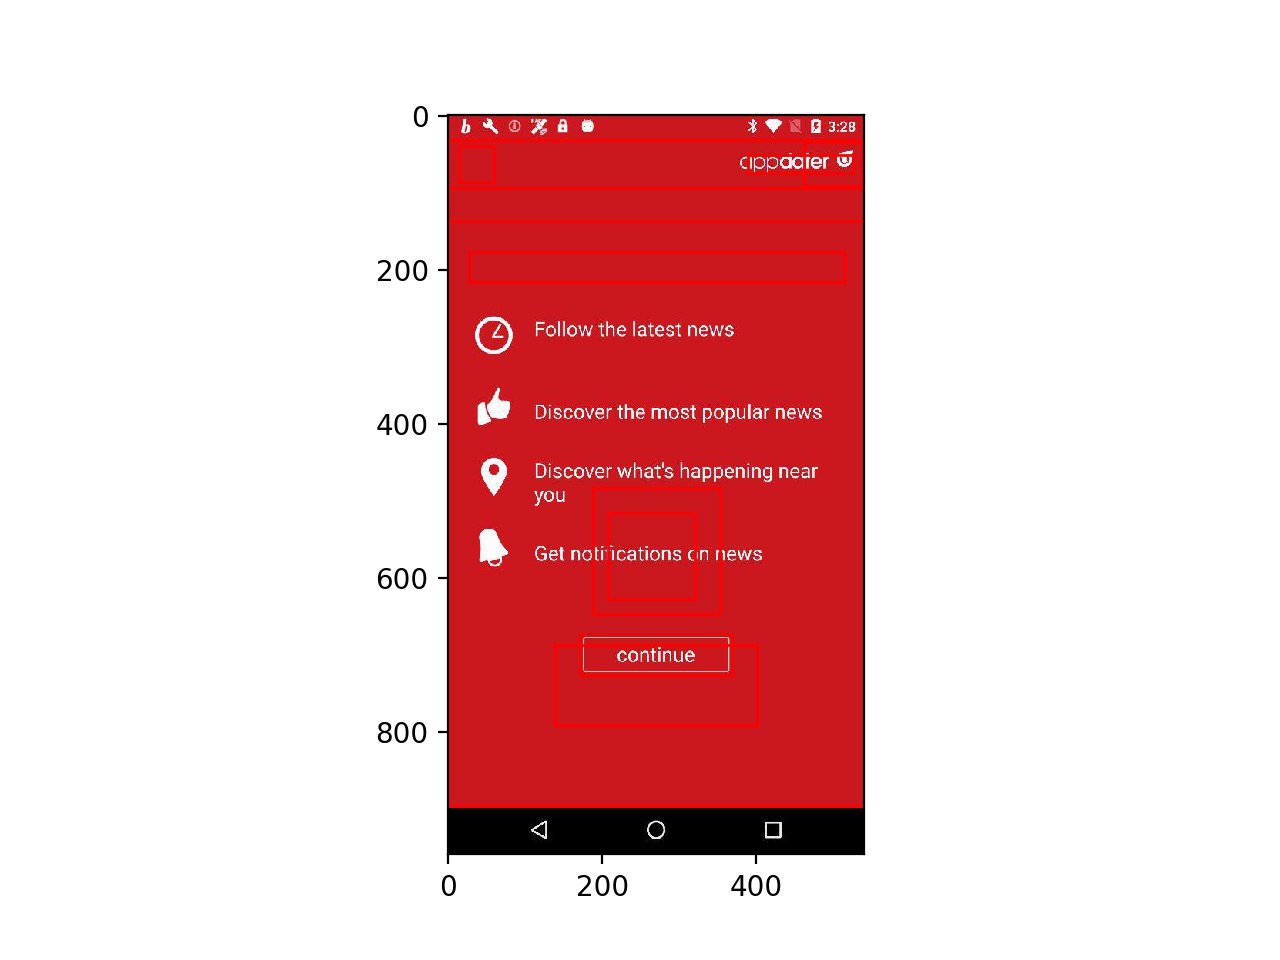 0
200
400
600
800
0
200
400
3:28
appdaier
Follow the latest news
Discover the most popular news
Discover what's happening near
you
Get notifications on news
continue